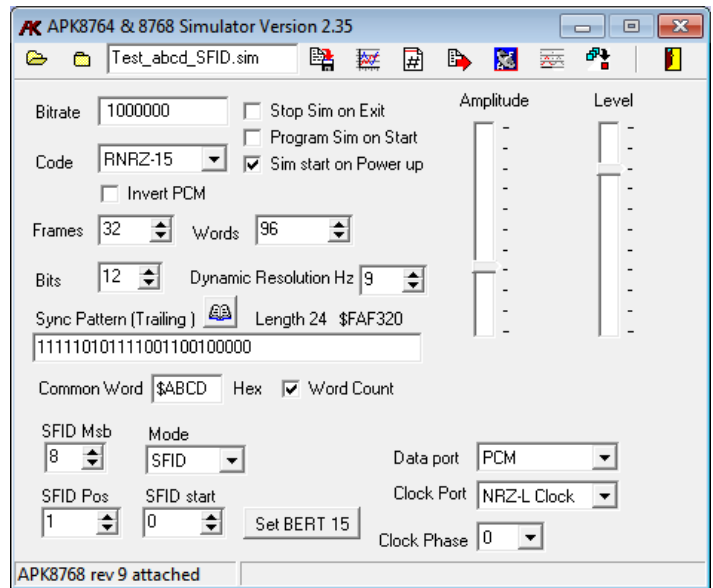 AK APK8764 & 8768 Simulator Version 2.35
Test_abcd_SFID.sim
Bitrate 1000000 Stop Sim on Exit Amplitude Level
Program Sim on Start
Code RNRZ-15 Sim start on Power up
Invert PCM
Frames 32 Words 96
Bits 12 Dynamic Resolution Hz 9
Sync Pattern (Trailing ) Length 24 $FAF320
111110101111001100100000
Common Word $ABCD Hex Word Count
SFID Msb Mode
8 SFID Data port PCM
SFID Pos SFID start Clock Port NRZ-L Clock
1 0 Set BERT 15 Clock Phase 0
APK8768 rev 9 attached